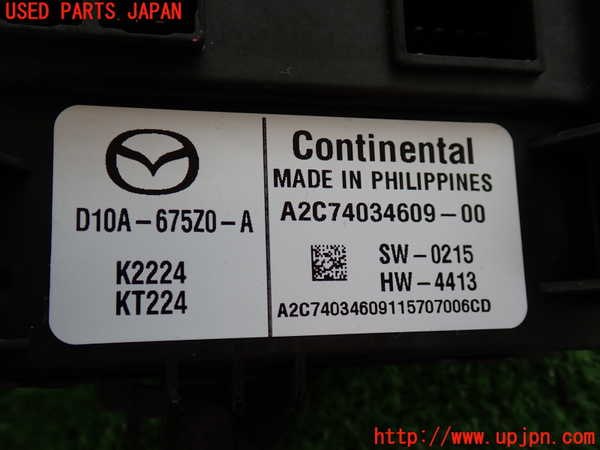 USED PARTS JAPAN
D10A-675Z0-A
K2224
KT224
Continental
MADE IN PHILIPPINES
A2C74034609-00
SW-0215
HW-4413
A2C74034609115707006CD
http://www.upjpn.com/